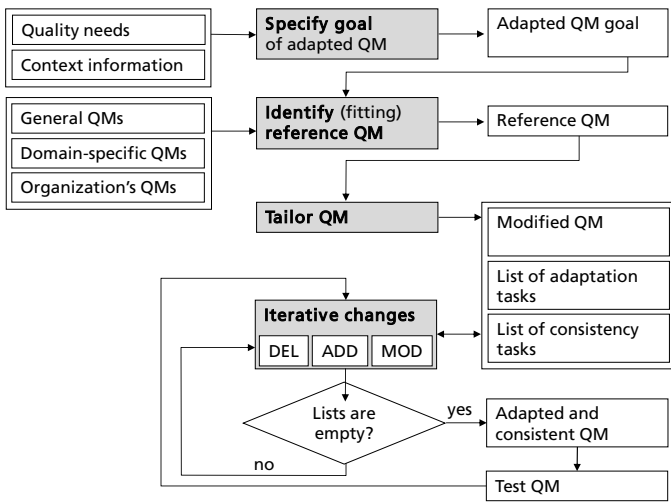 Quality needs
Context information
Specify goal
of adapted QM
Adapted QM goal
General QMs
Domain-specific QMs
Organization's QMs
Identify (fitting)
reference QM
Reference QM
Tailor QM
Modified QM
List of adaptation
tasks
List of consistency
tasks
Iterative changes
DEL ADD MOD
Lists are
empty?
yes
no
Adapted and
consistent QM
Test QM